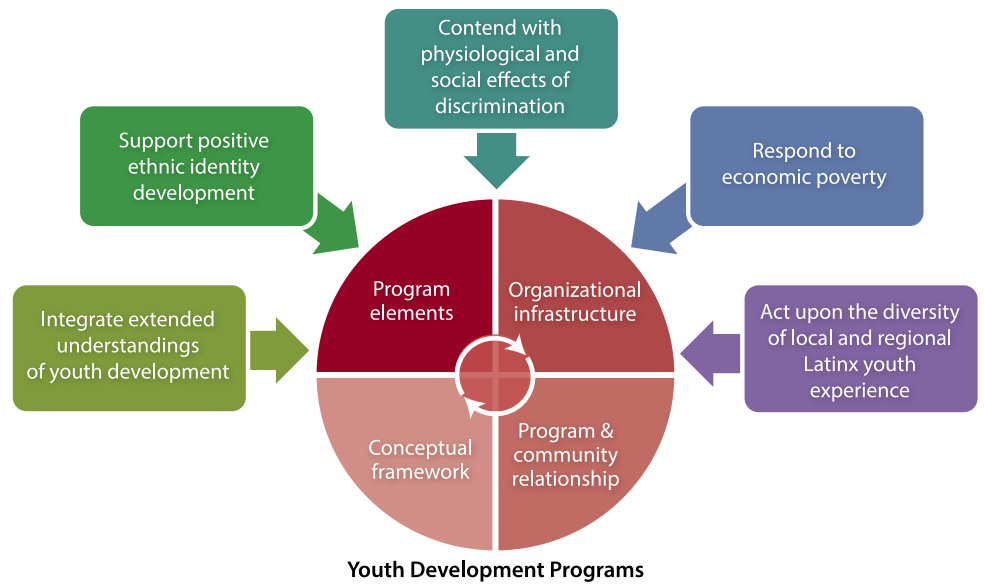 Contend with
physiological and
social effects of
discrimination
Support positive
ethnic identity
development
Respond to
economic poverty
Integrate extended
understandings
of youth development
Act upon the diversity
of local and regional
Latinx youth
experience
Program
elements
Organizational
infrastructure
Conceptual
framework
Program &
community
relationship
Youth Development Programs